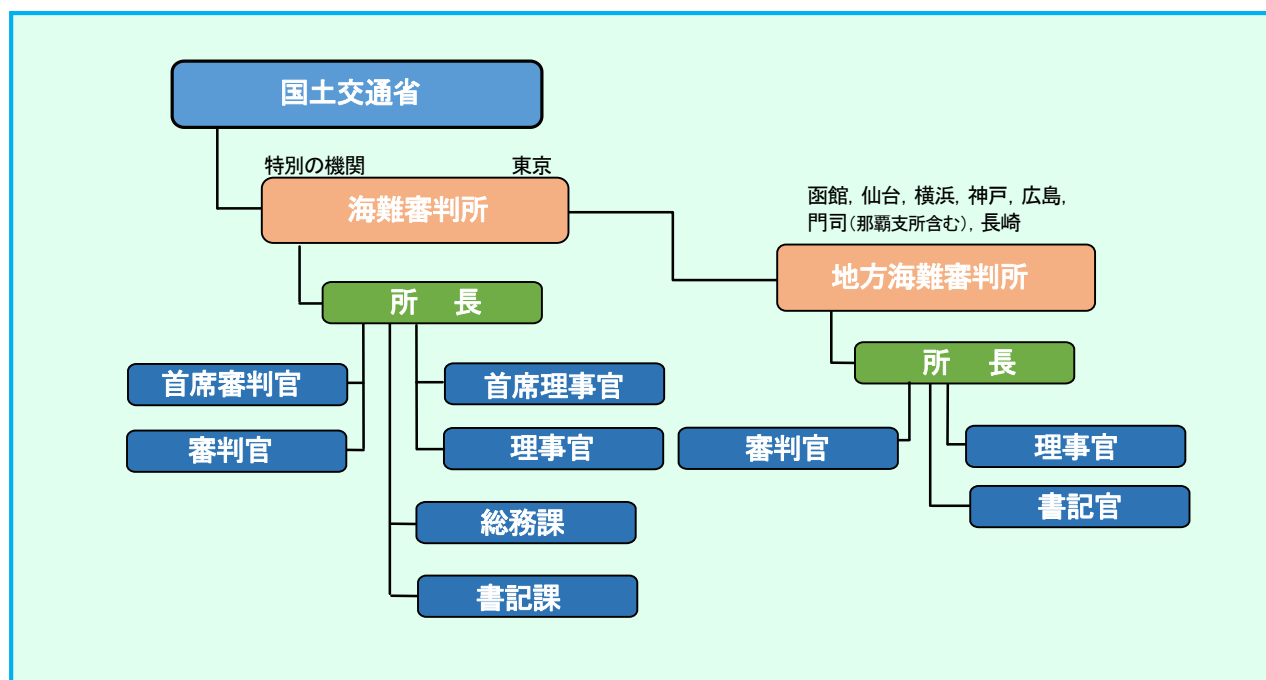 国土交通省
特別の機関
東京
海難審判所
函館, 仙台, 横浜, 神戸, 広島,
門司(那覇支所含む), 長崎
地方海難審判所
所　長
首席審判官
首席理事官
審判官
理事官
総務課
書記課
所　長
審判官
理事官
書記官